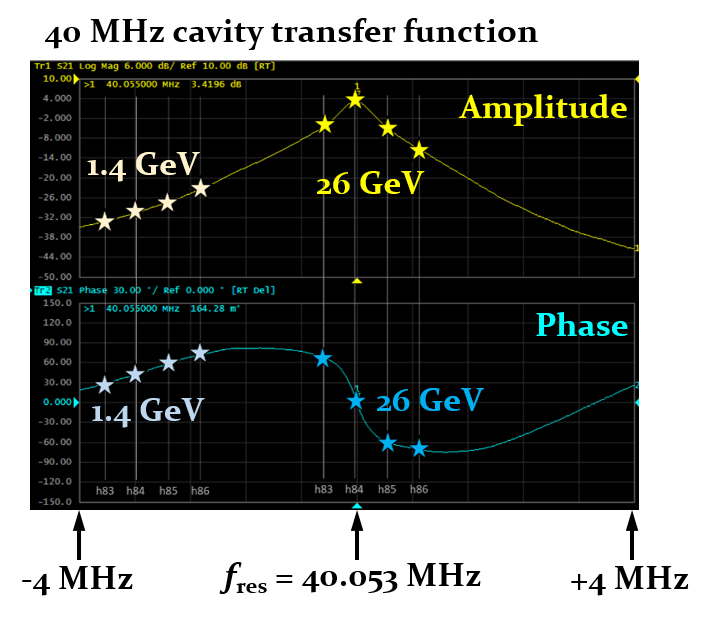 40 MHz cavity transfer function
Tr1 S21 Log Mag 6.000 dB/ Ref 10.00 dB [RT]
10.00
>1 40.055000 MHz 3.4196 dB
1
4.000
Amplitude
-2.000
-8.000
-14.00
1.4 GeV
-20.00
26 GeV
-26.00
-32.00
-38.00
-44.00
1
-50.00
Tr2 S21 Phase 30.00 °/ Ref 0.000 ° [RT Del]
150.0
>1 40.055000 MHz 164.28 m°
120.0
Phase
90.00
60.00
30.00
2
0.000
1
1.4 GeV
26 GeV
-30.00
-60.00
-90.00
-120.0
h83 h84 h85 h86 h83 h84 h85 h86
-150.0
-4 MHz
fres = 40.053 MHz
+4 MHz